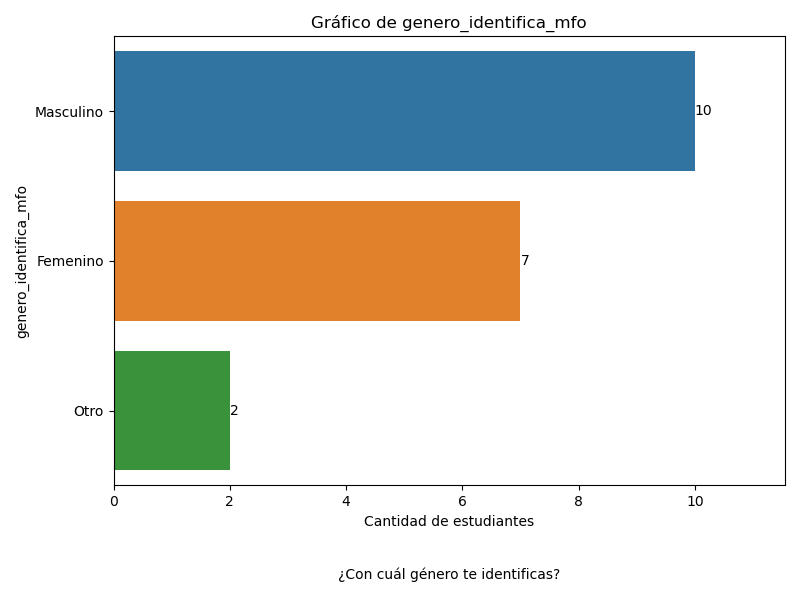 Gráfico de genero_identifica_mfo
genero_identifica_mfo
Masculino
10
Femenino
7
Otro
2
0 2 4 6 8 10
Cantidad de estudiantes
¿Con cuál género te identificas?